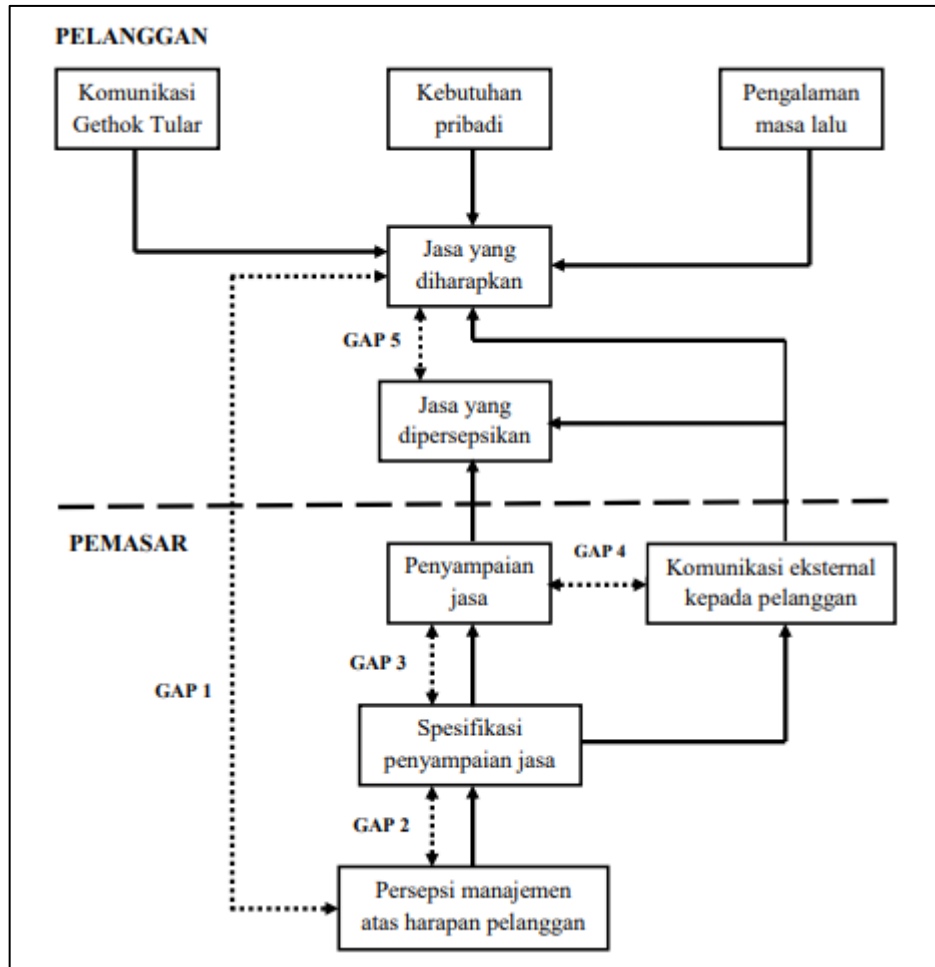 PELANGGAN
Komunikasi
Gethok Tular
Kebutuhan
pribadi
Pengalaman
masa lalu
Jasa yang
diharapkan
GAP 5
Jasa yang
dipersepsikan
PEMASAR
Penyampaian
jasa
GAP 4
Komunikasi eksternal
kepada pelanggan
GAP 3
GAP 1
Spesifikasi
penyampaian jasa
GAP 2
Persepsi manajemen
atas harapan pelanggan